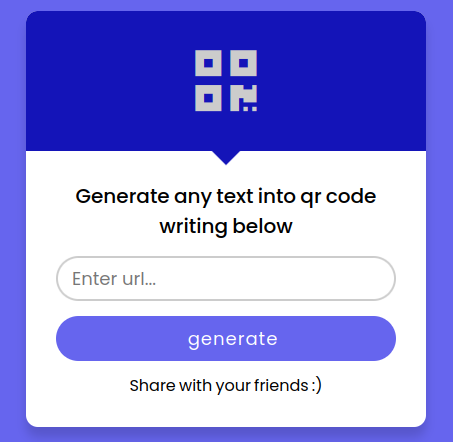 Generate any text into qr code
writing below
Enter url...
generate
Share with your friends :)